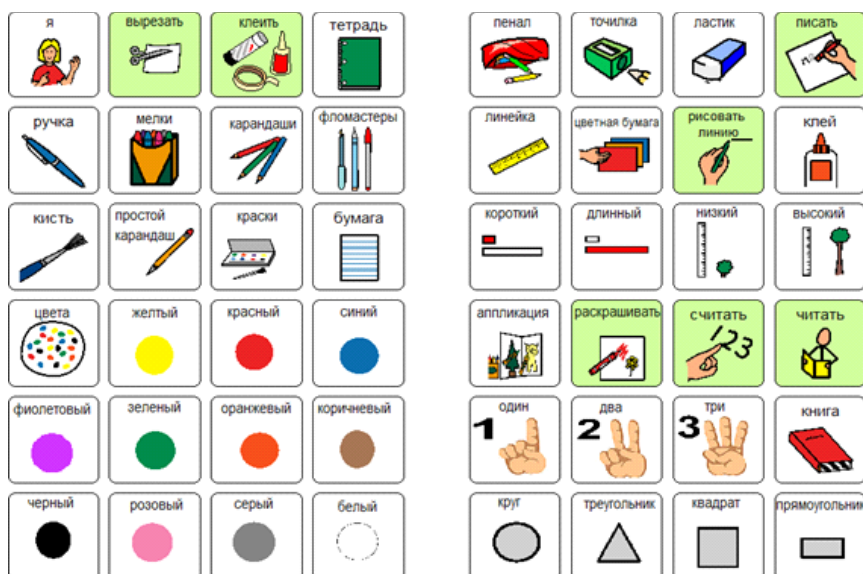 я
вырезать
клеить
тетрадь
ручка
мелки
карандаши
фломастеры
кисть
простой
карандаш
краски
бумага
цвета
желтый
красный
синий
фиолетовый
зеленый
оранжевый
коричневый
черный
розовый
серый
белый
пенал
точилка
ластик
писать
линейка
цветная бумага
рисовать
линию
клей
короткий
длинный
низкий
высокий
аппликация
раскрашивать
считать
123
читать
один
1
два
2
три
3
книга
круг
треугольник
квадрат
прямоугольник